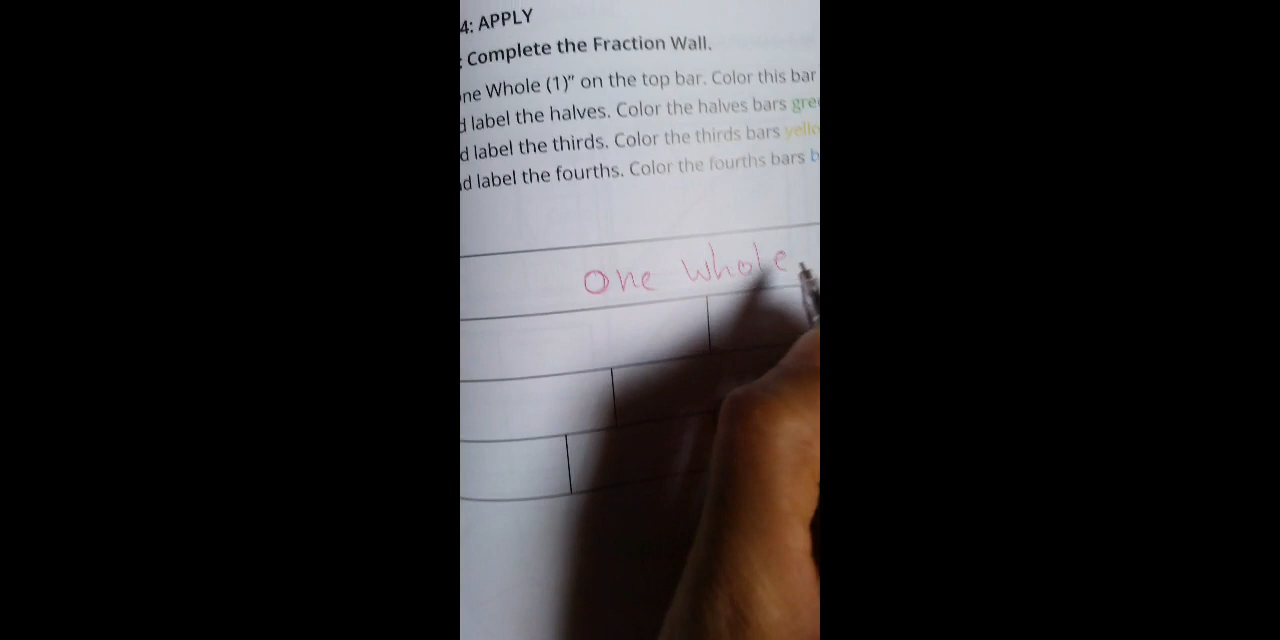 4: APPLY
: Complete the Fraction Wall.
ne Whole (1)" on the top bar. Color this bar
d label the halves. Color the halves bars gree
d label the thirds. Color the thirds bars yello
d label the fourths. Color the fourths bars b
One Whole